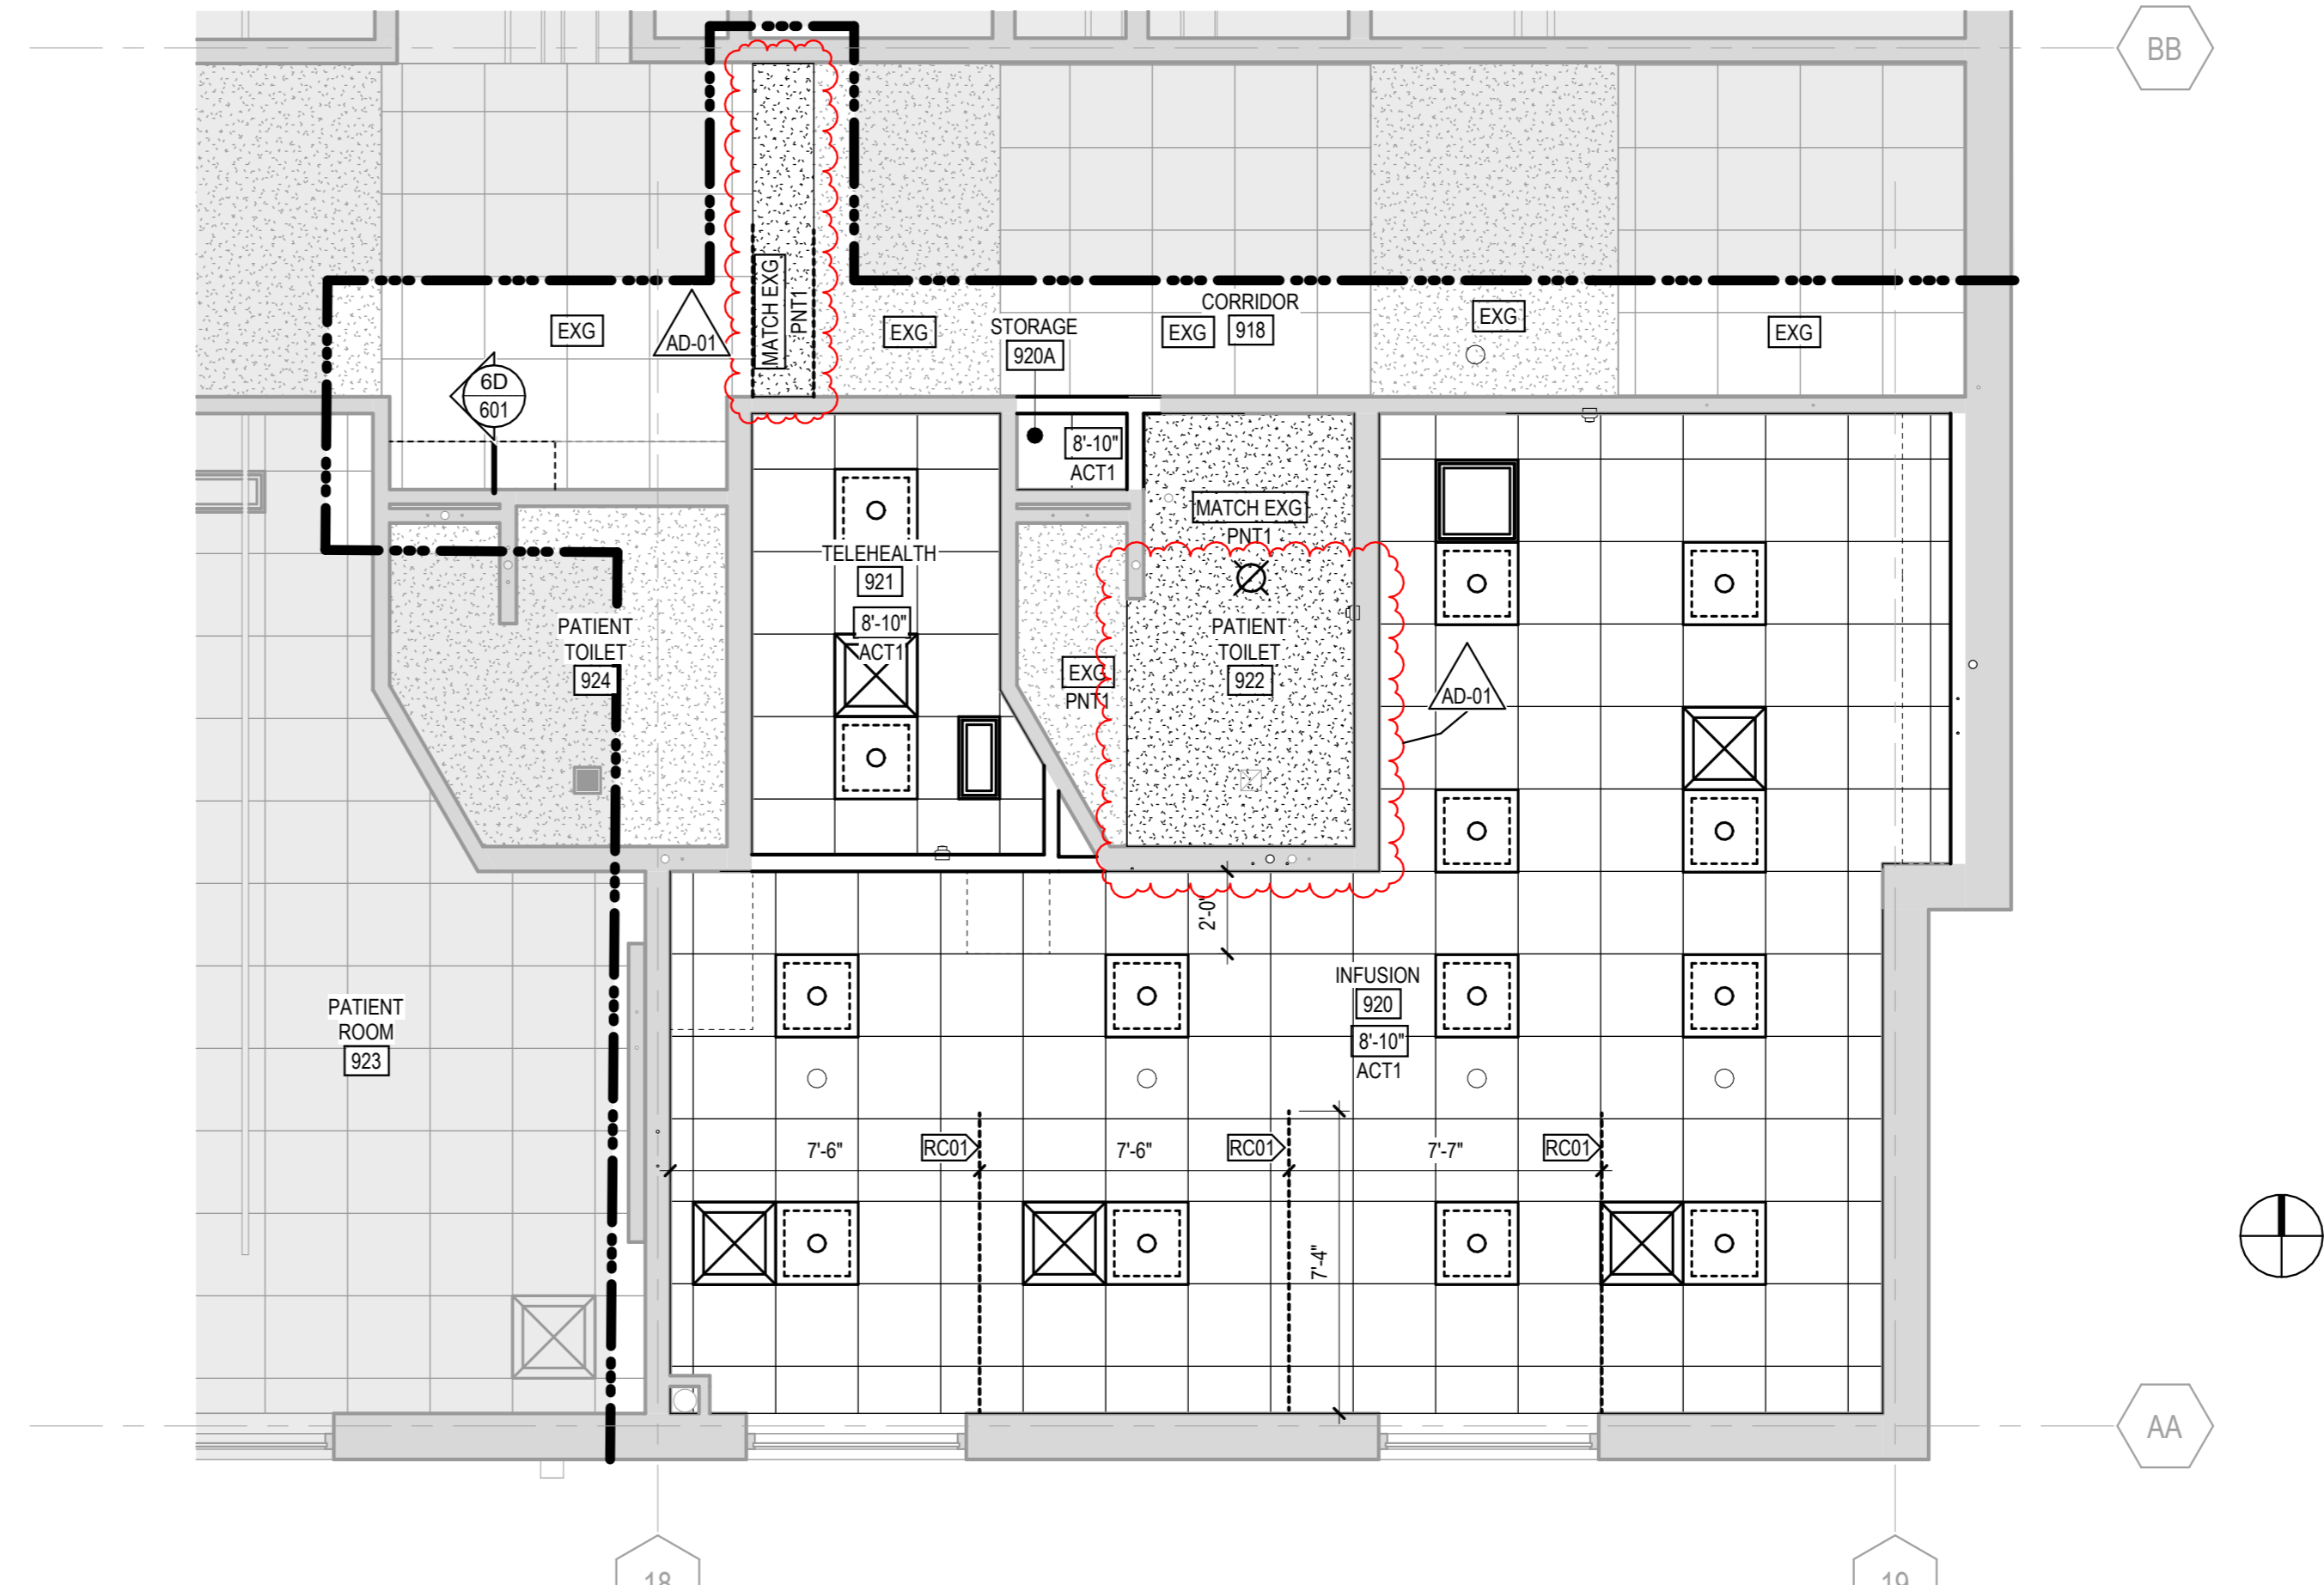 BB
CORRIDOR
918
EXG
AD-01
MATCH EXG
PNT1
EXG
STORAGE
920A
EXG
EXG
EXG
6D
601
8'-10"
ACT1
MATCH EXG
PNT1
TELEHEALTH
921
8'-10"
ACT1
PATIENT
TOILET
924
EXG
PNT1
PATIENT
TOILET
922
AD-01
2'-0"
INFUSION
920
8'-10"
ACT1
PATIENT
ROOM
923
7'-6"
RC01
7'-6"
RC01
7'-7"
RC01
7'-4"
AA
18
19